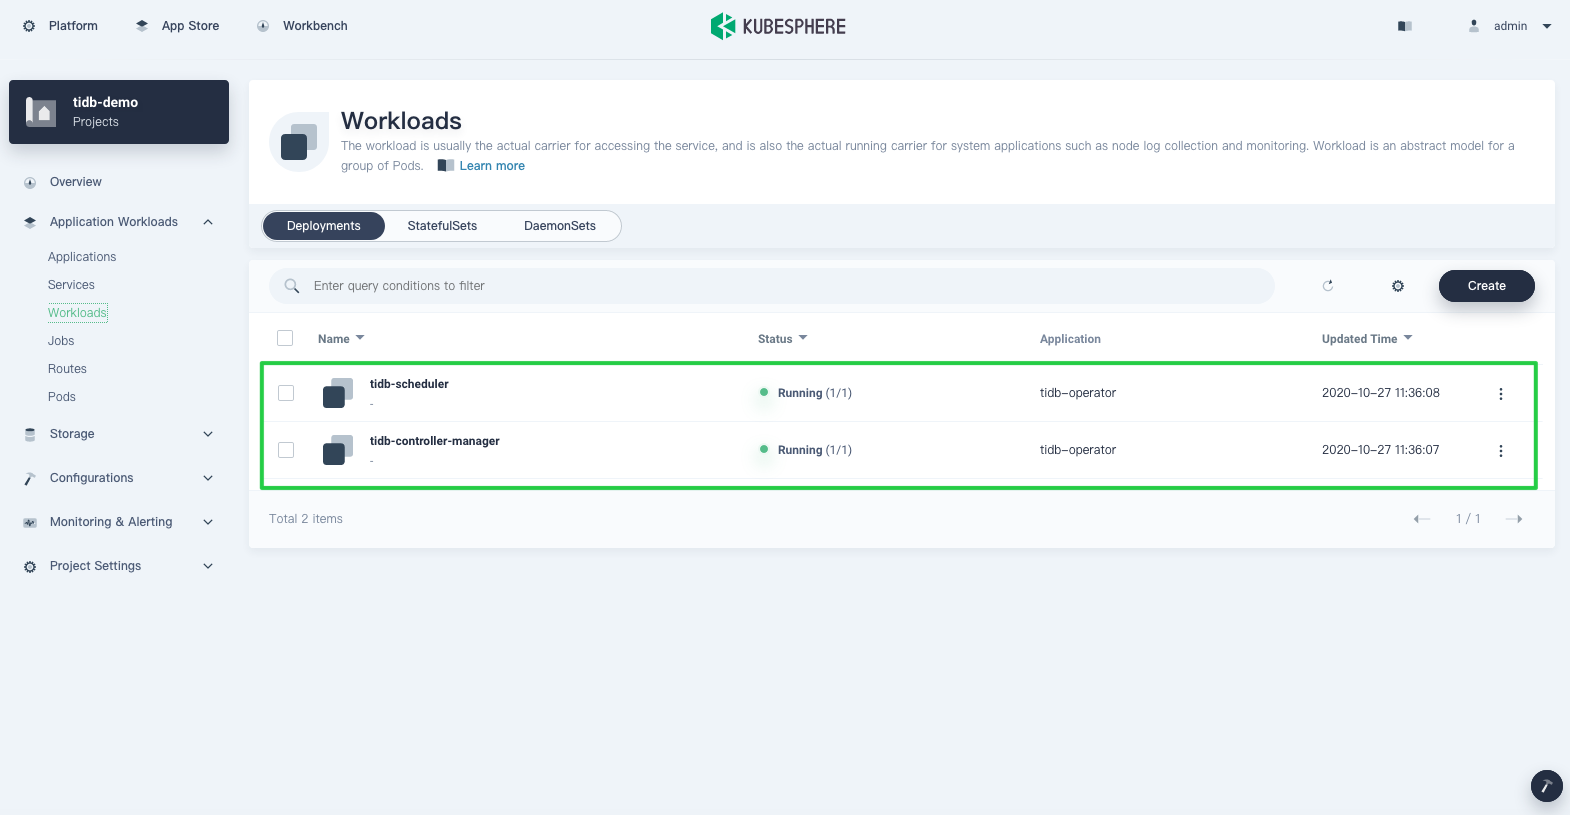 Platform
App Store
Workbench
KUBESPHERE
admin
tidb-demo
Projects
Overview
Application Workloads
Applications
Services
Workloads
Jobs
Routes
Pods
Storage
Configurations
Monitoring & Alerting
Project Settings
Workloads
The workload is usually the actual carrier for accessing the service, and is also the actual running carrier for system applications such as node log collection and monitoring. Workload is an abstract model for a
group of Pods. Learn more
Deployments StatefulSets DaemonSets
Enter query conditions to filter
Create
Name Status Application Updated Time
tidb-scheduler
-
Running (1/1) tidb-operator 2020-10-27 11:36:08
tidb-controller-manager
-
Running (1/1) tidb-operator 2020-10-27 11:36:07
Total 2 items 1 / 1